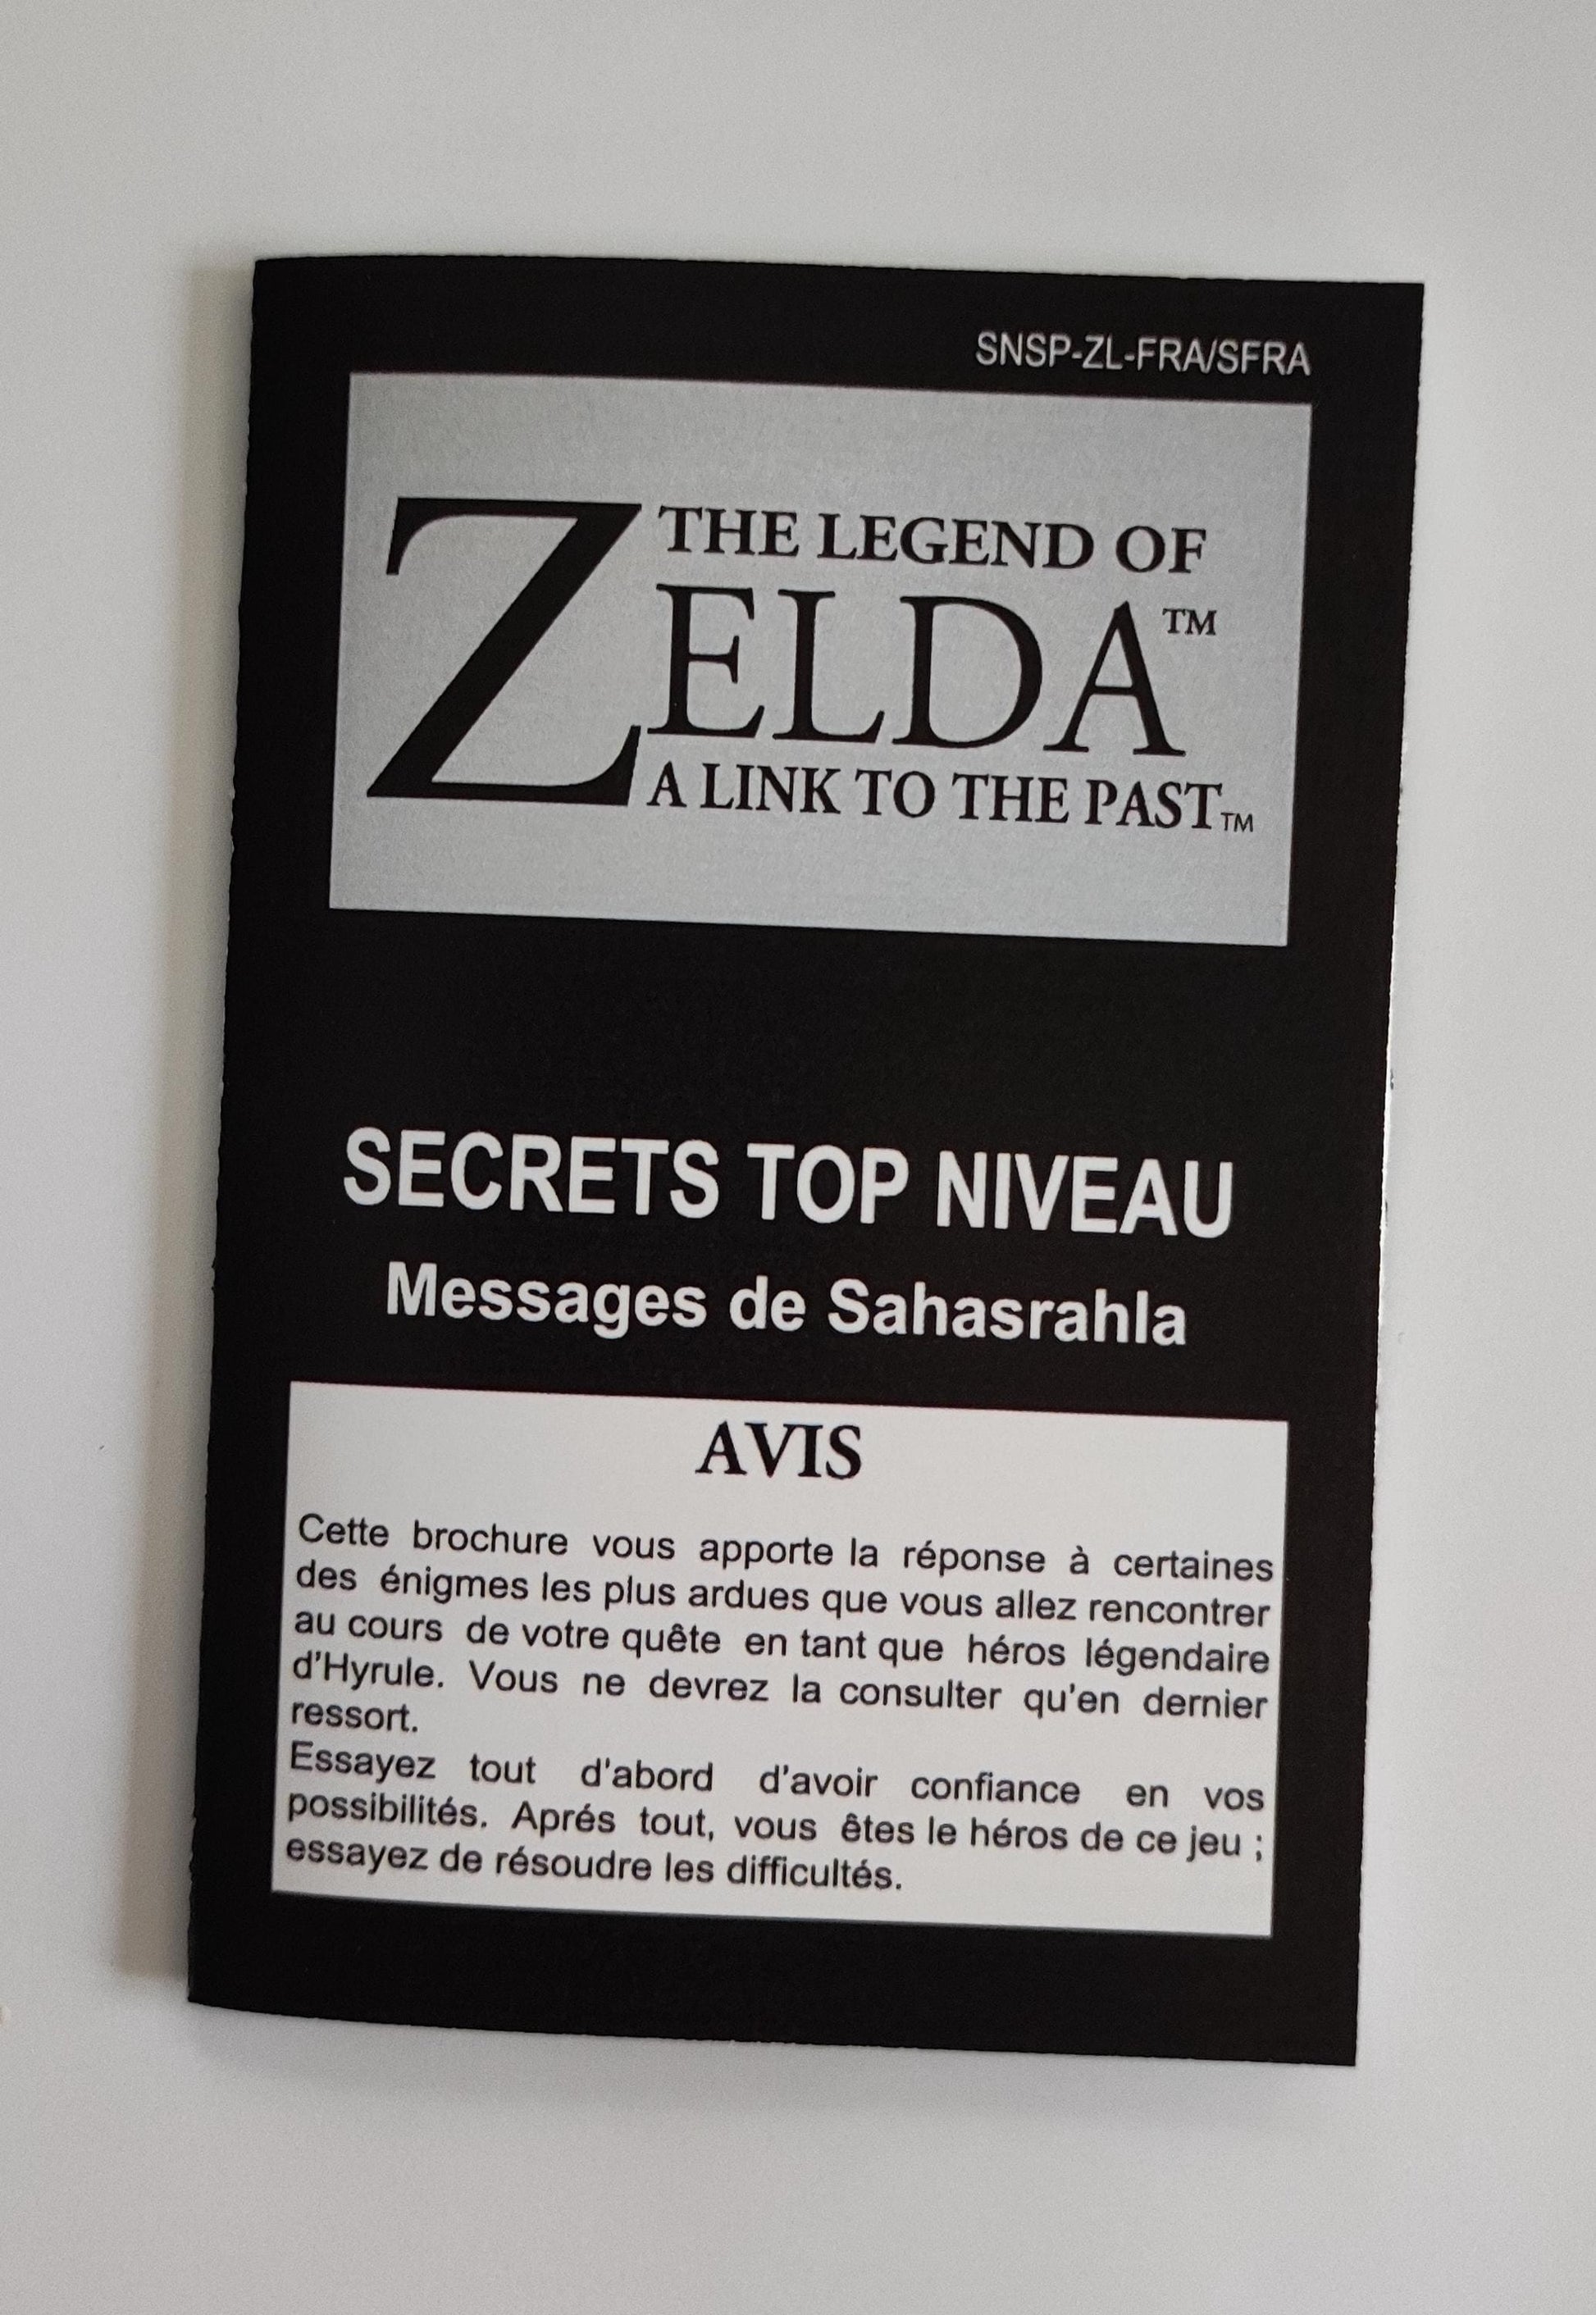 SNSP-ZL-FRA/SFRA
THE LEGEND OF
ZELDA™
A LINK TO THE PAST™
SECRETS TOP NIVEAU
Messages de Sahasrahla
AVIS
Cette brochure vous apporte la réponse à certaines
des énigmes les plus ardues que vous allez rencontrer
au cours de votre quête en tant que héros légendaire
d'Hyrule. Vous ne devrez la consulter qu'en dernier
ressort.
Essayez tout d'abord d'avoir confiance en vos
possibilités. Aprés tout, vous êtes le héros de ce jeu ;
essayez de résoudre les difficultés.